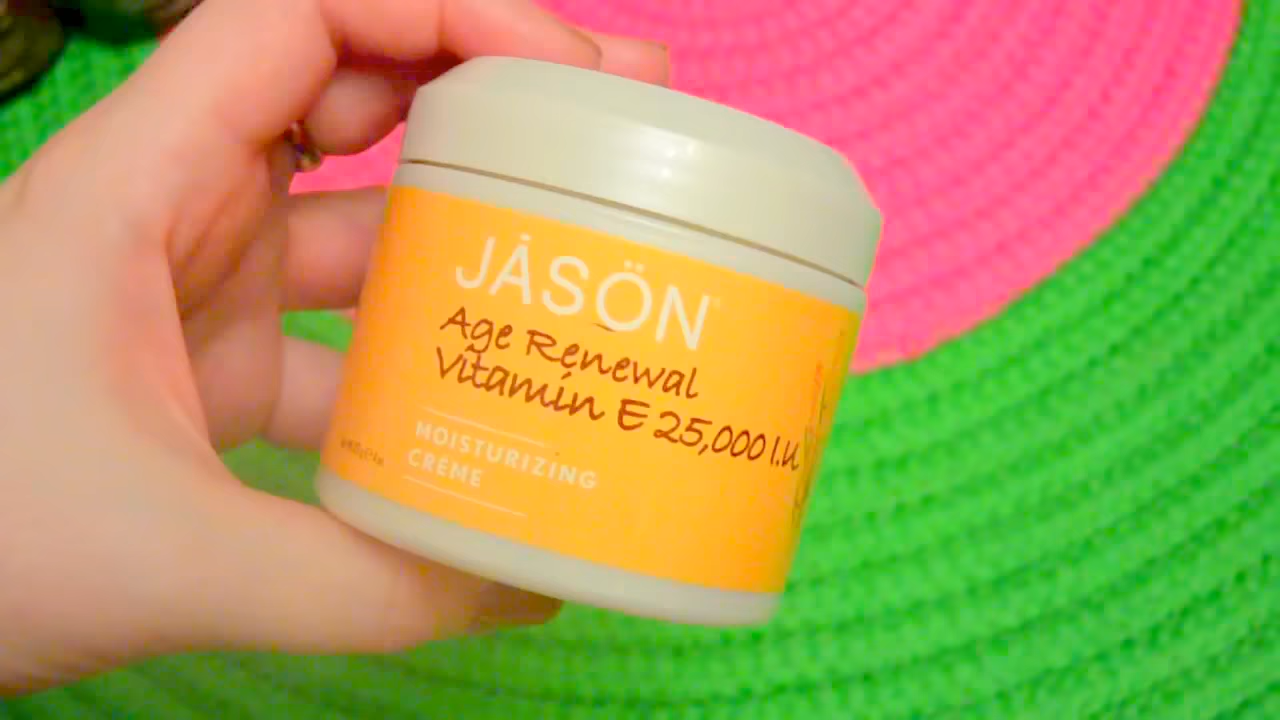 JĀSÖN
Age Renewal
Vitamin E 25,000 I.U.
MOISTURIZING
CRÈME